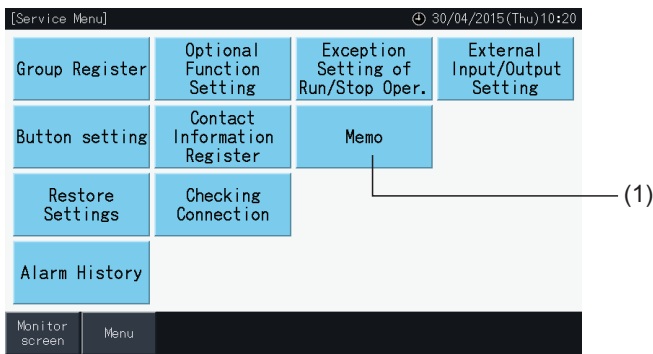 [Service Menu]
30/04/2015(Thu)10:20
Group Register
Optional
Function
Setting
Exception
Setting of
Run/Stop Oper.
External
Input/Output
Setting
Button setting
Contact
Information
Register
Memo
(1)
Restore
Settings
Checking
Connection
Alarm History
Monitor
screen
Menu